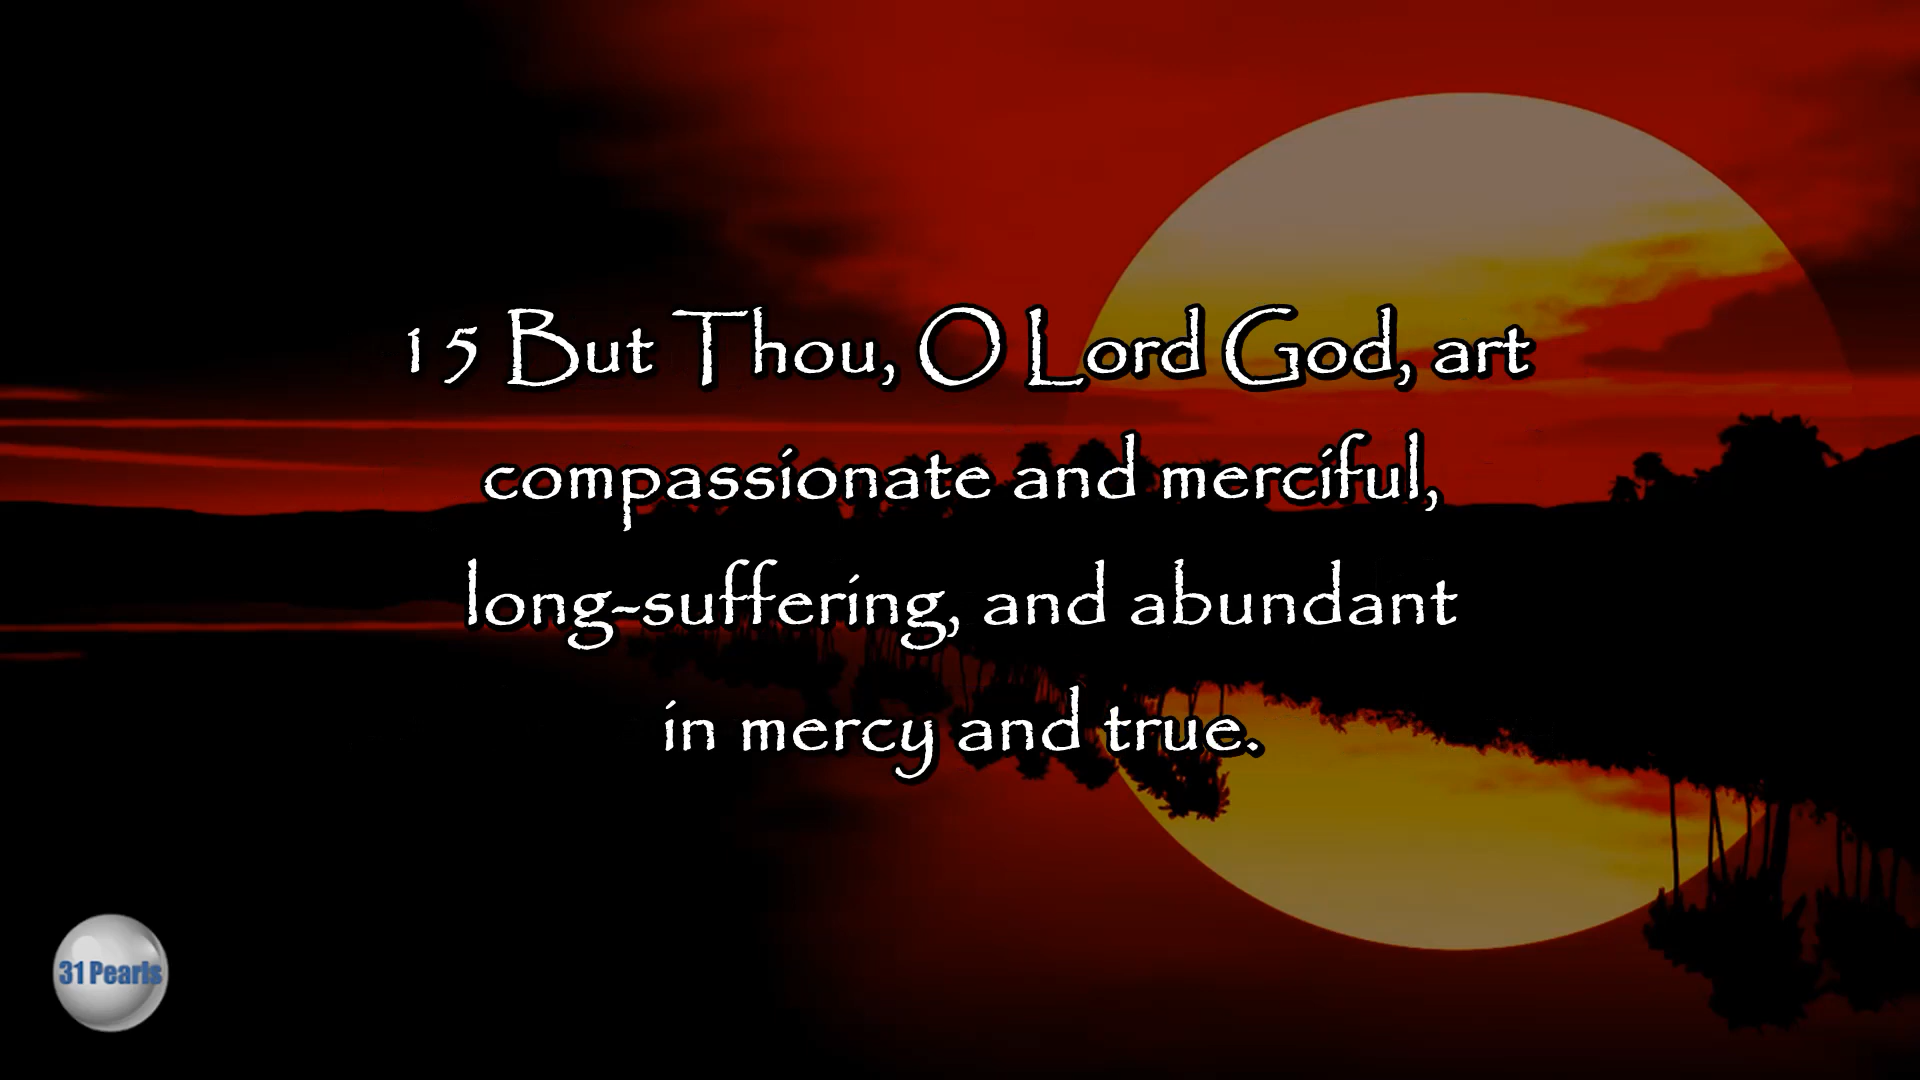 15 But Thou, O Lord God, art
compassionate and merciful,
long-suffering, and abundant
in mercy and true.
31 Pearls